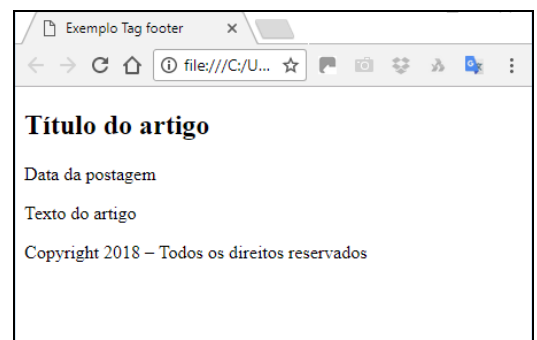 Exemplo Tag footer
file:///C:/U...
Título do artigo
Data da postagem
Texto do artigo
Copyright 2018 – Todos os direitos reservados